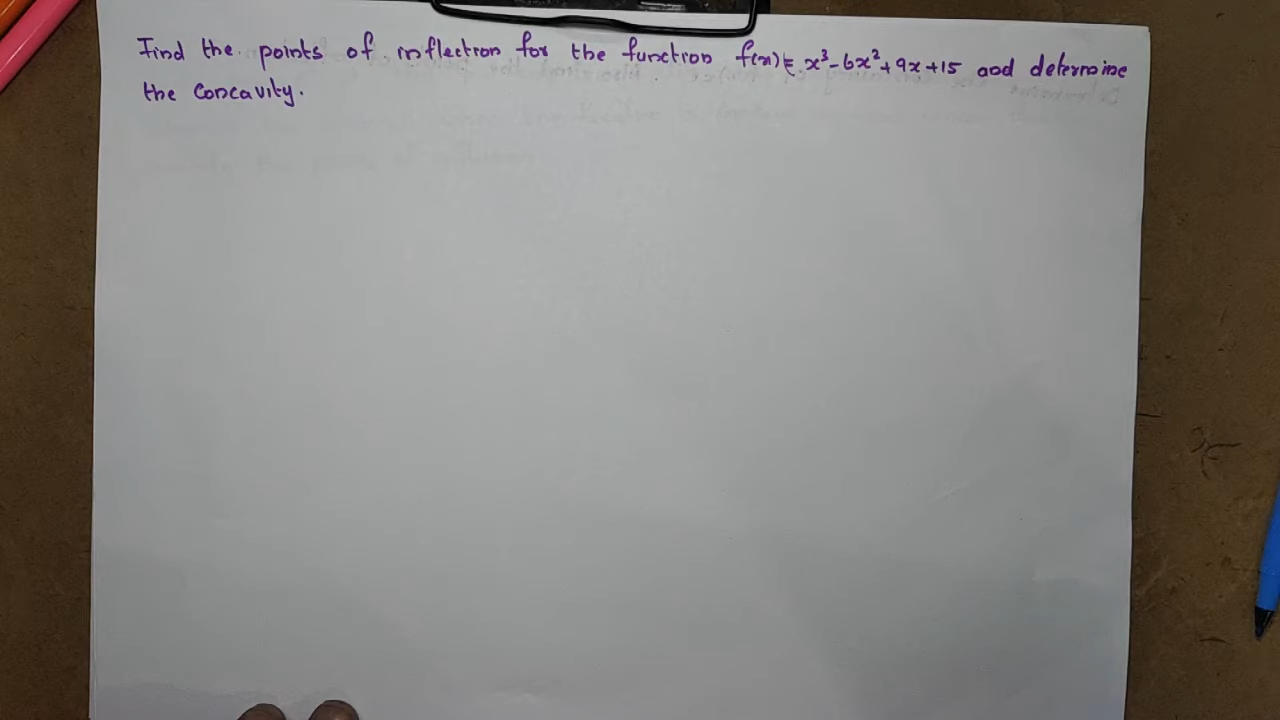 Find the points of inflection for the function f(x) = x³-6x²+9x+15 and determine
the concavity.